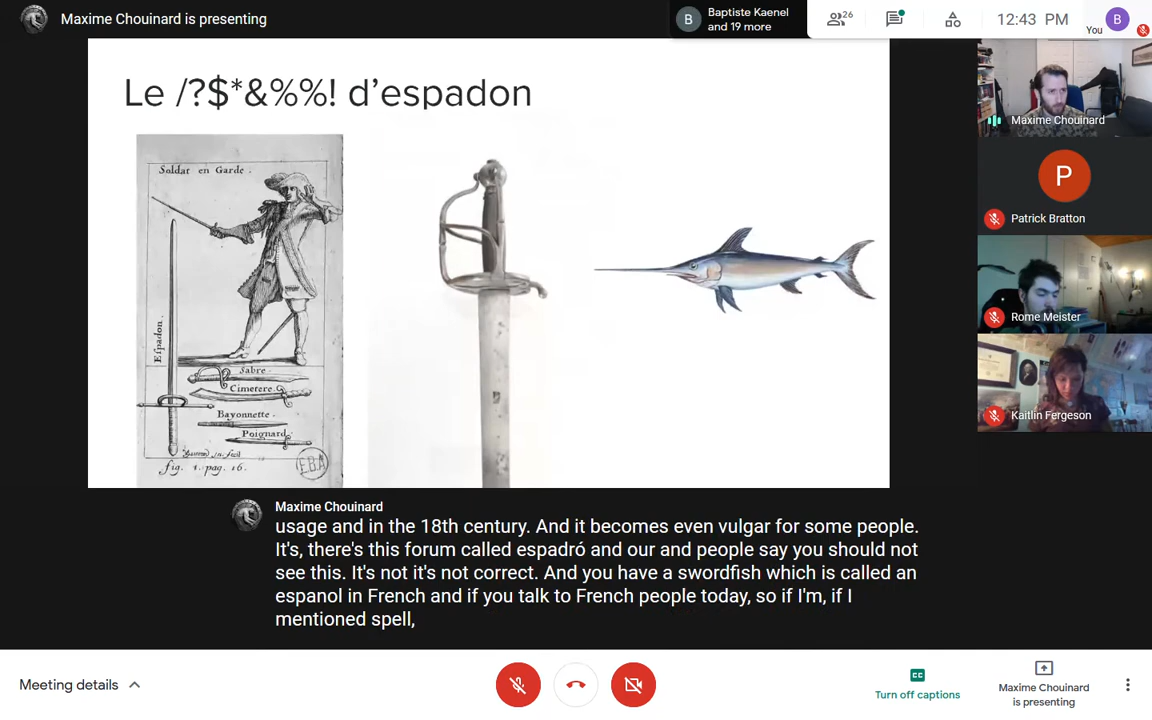 Maxime Chouinard is presenting
B
Baptiste Kaenel
and 19 more
26
12:43 PM
You
B
Le /?$*&%%! d’espadon
Soldat en Garde.
Espadon.
Sabre.
Cimetere.
Bayonnette.
Poignard.
fig. 1. pag. 16.
E.B.A
Maxime Chouinard
P
Patrick Bratton
Rome Meister
Kaitlin Fergeson
Maxime Chouinard
usage and in the 18th century. And it becomes even vulgar for some people.
It's, there's this forum called espadró and our and people say you should not
see this. It's not it's not correct. And you have a swordfish which is called an
espanol in French and if you talk to French people today, so if I'm, if I
mentioned spell,
Meeting details
CC
Turn off captions
Maxime Chouinard
is presenting